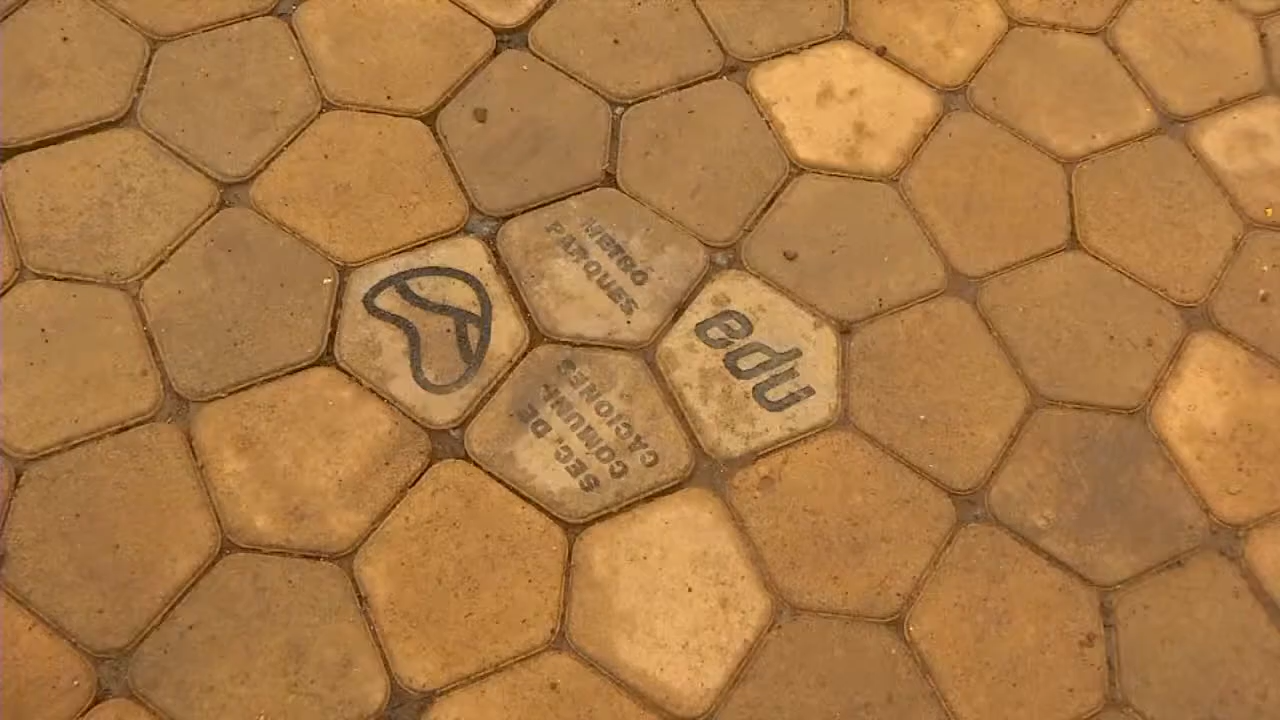 METRO
PARQUES
edu
SEC. DE
COMUNI-
CACIONES